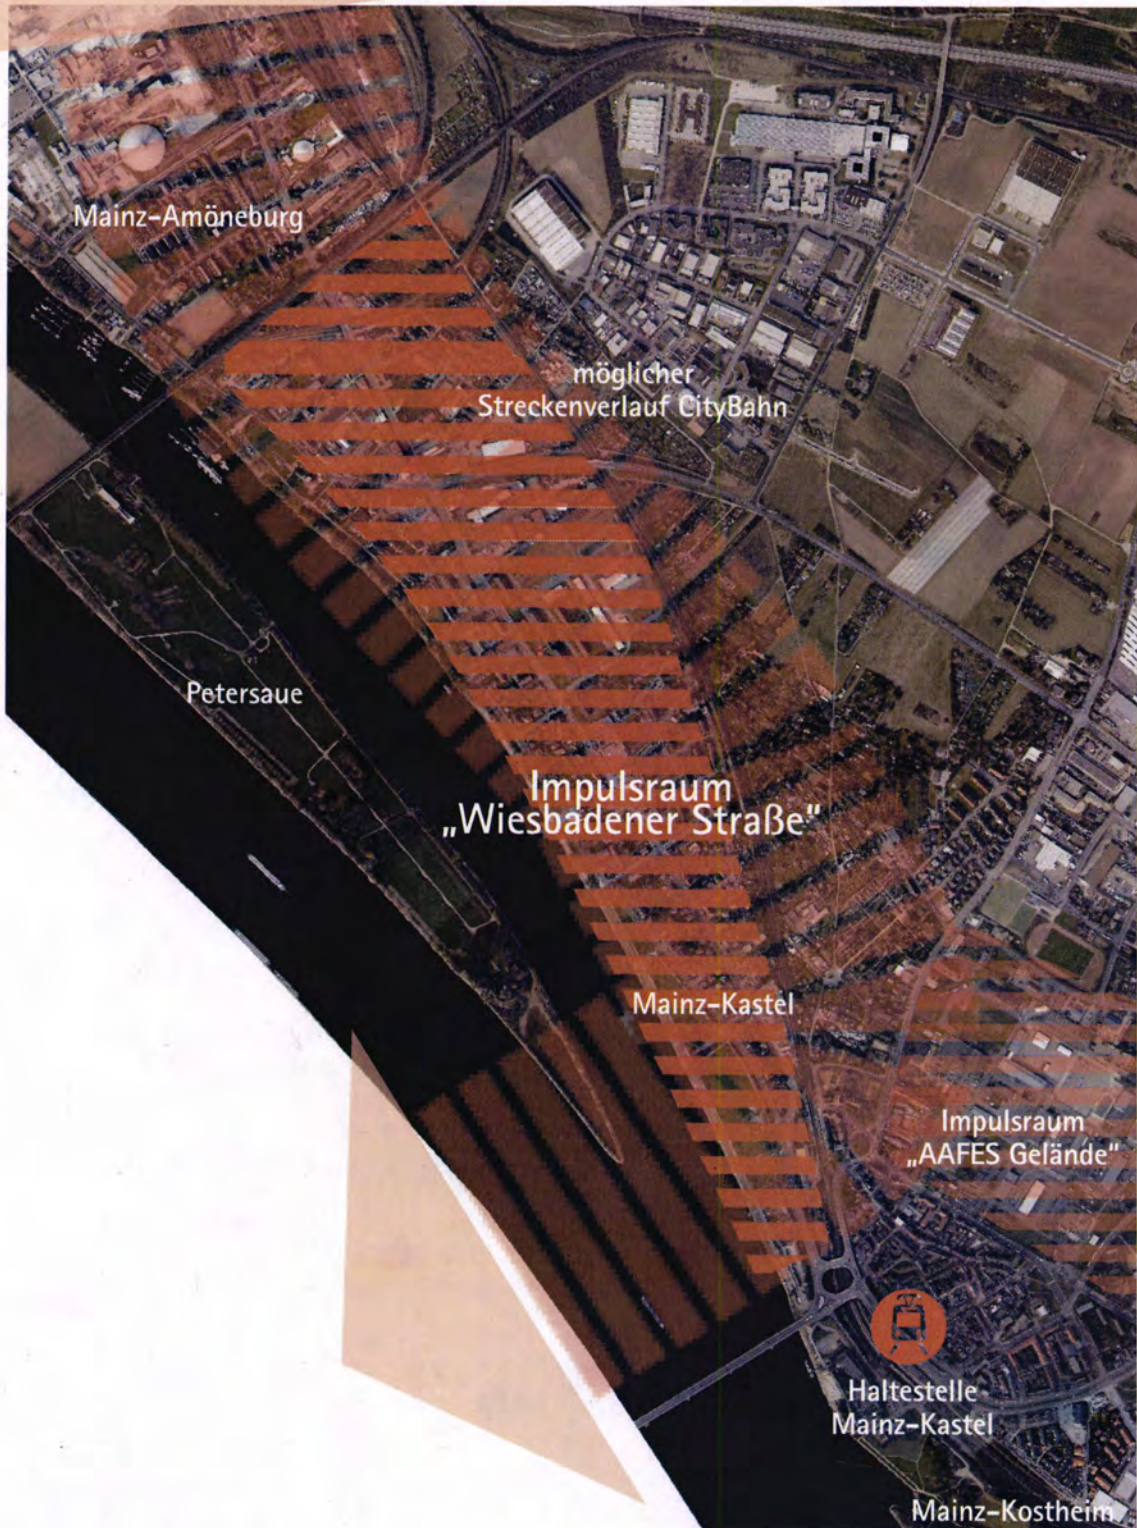 Mainz-Amöneburg
möglicher
Streckenverlauf CityBahn
Petersaue
Impulsraum
„Wiesbadener Straße“
Mainz-Kastel
Impulsraum
„AAFES Gelände“
Haltestelle
Mainz-Kastel
Mainz-Kostheim